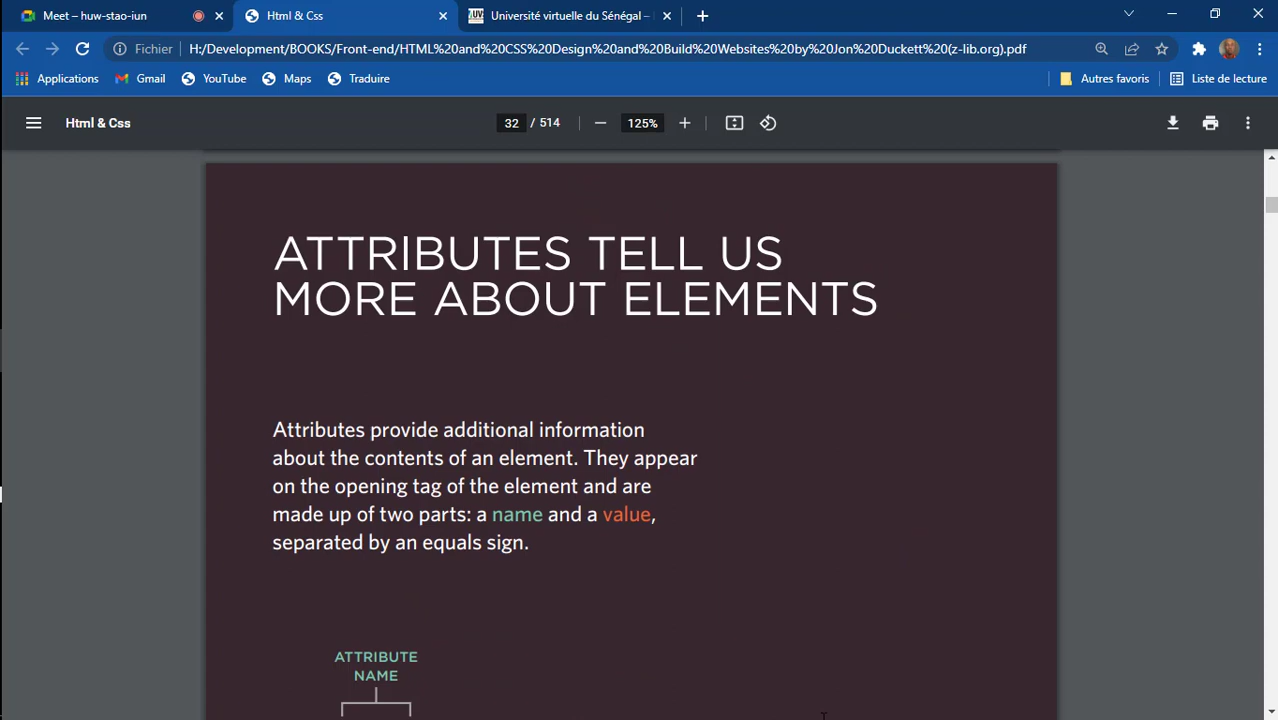 Meet – huw-stao-iun
Html & Css
Université virtuelle du Sénégal –
Fichier
H:/Development/BOOKS/Front-end/HTML%20and%20CSS%20Design%20and%20Build%20Websites%20by%20Jon%20Duckett%20(z-lib.org).pdf
Applications
Gmail
YouTube
Maps
Traduire
Autres favoris
Liste de lecture
Html & Css
32 / 514
125%
ATTRIBUTES TELL US
MORE ABOUT ELEMENTS
Attributes provide additional information
about the contents of an element. They appear
on the opening tag of the element and are
made up of two parts: a name and a value,
separated by an equals sign.
ATTRIBUTE
NAME